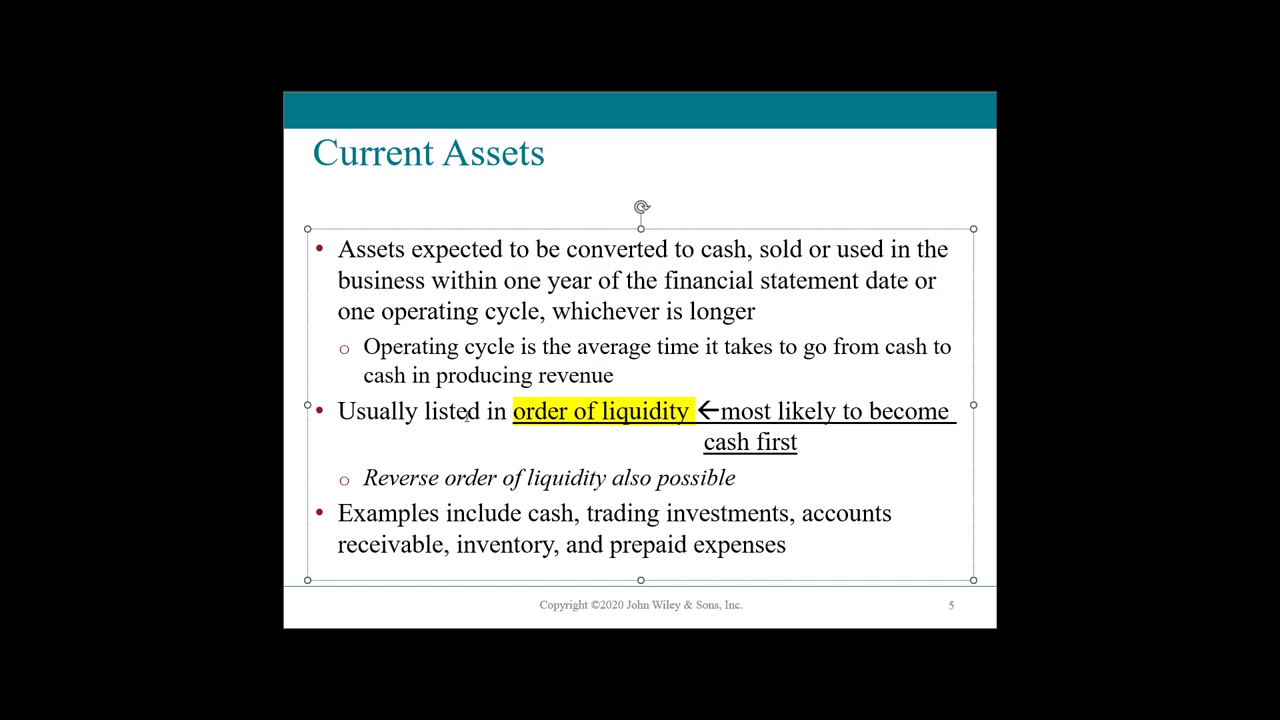 Current Assets
• Assets expected to be converted to cash, sold or used in the
business within one year of the financial statement date or
one operating cycle, whichever is longer
o Operating cycle is the average time it takes to go from cash to
cash in producing revenue
• Usually listed in order of liquidity ←most likely to become
cash first
o Reverse order of liquidity also possible
• Examples include cash, trading investments, accounts
receivable, inventory, and prepaid expenses
Copyright ©2020 John Wiley & Sons, Inc.
5